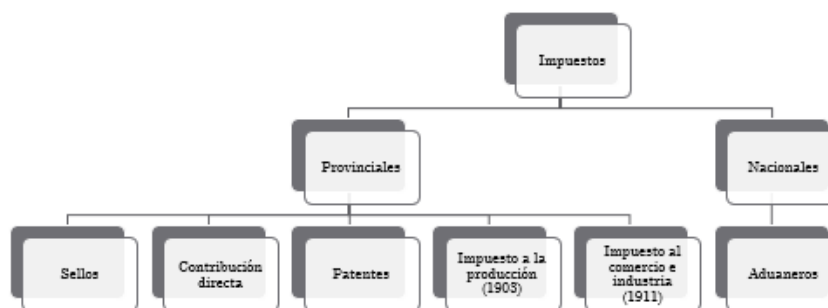 Impuestos
Provinciales
Nacionales
Sellos
Contribución
directa
Patentes
Impuesto a la
producción
(1903)
Impuesto al
comercio e
industria
(1911)
Aduaneros